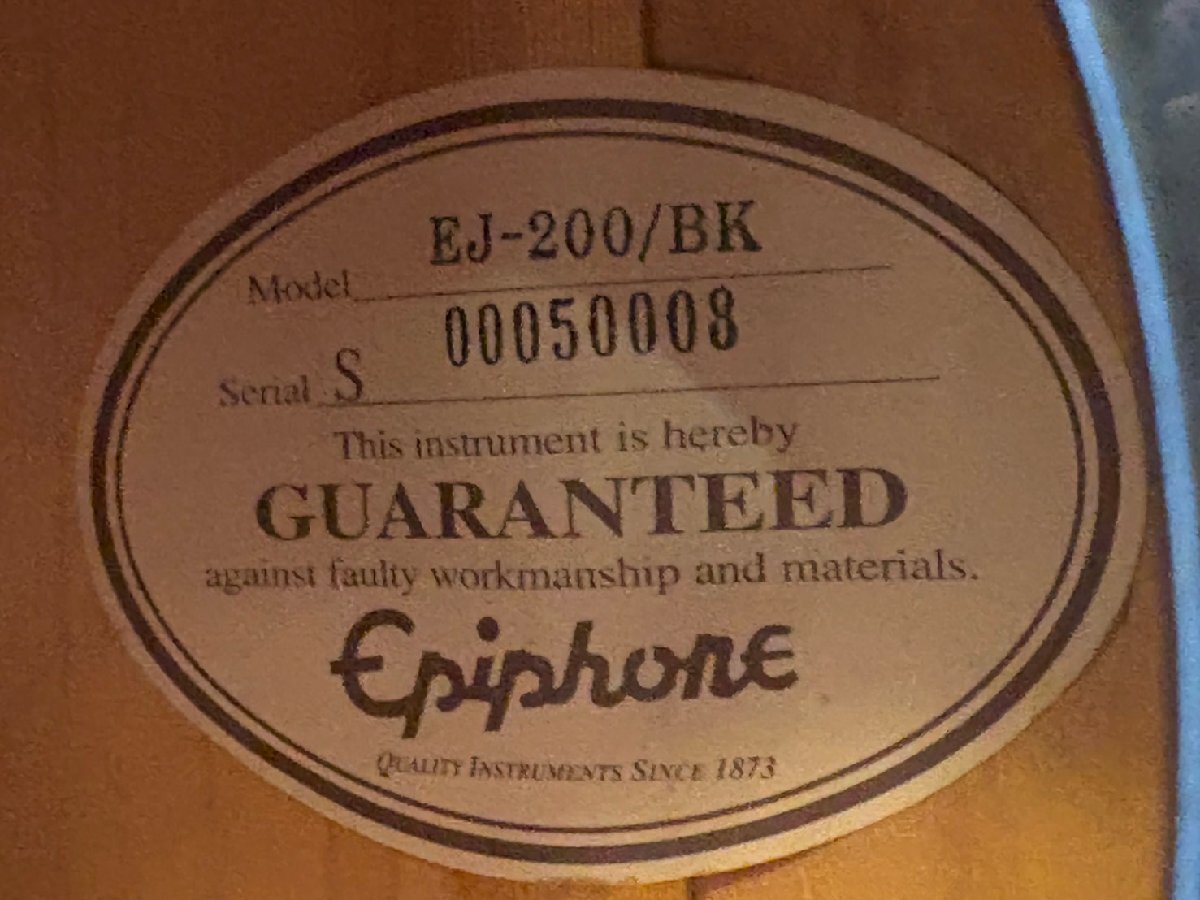 EJ-200/BK
Model
00050008
Serial S
This instrument is hereby
GUARANTEED
against faulty workmanship and materials.
Epiphone
QUALITY INSTRUMENTS SINCE 1873